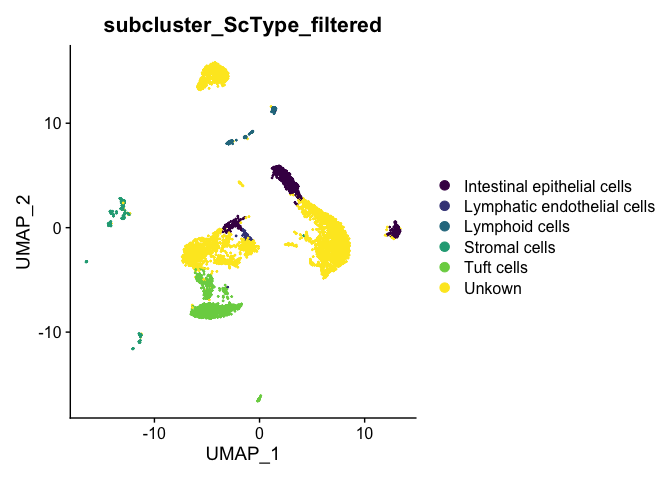 subcluster_ScType_filtered
UMAP_2
10
0
-10
-10
0
10
UMAP_1
Intestinal epithelial cells
Lymphatic endothelial cells
Lymphoid cells
Stromal cells
Tuft cells
Unkown